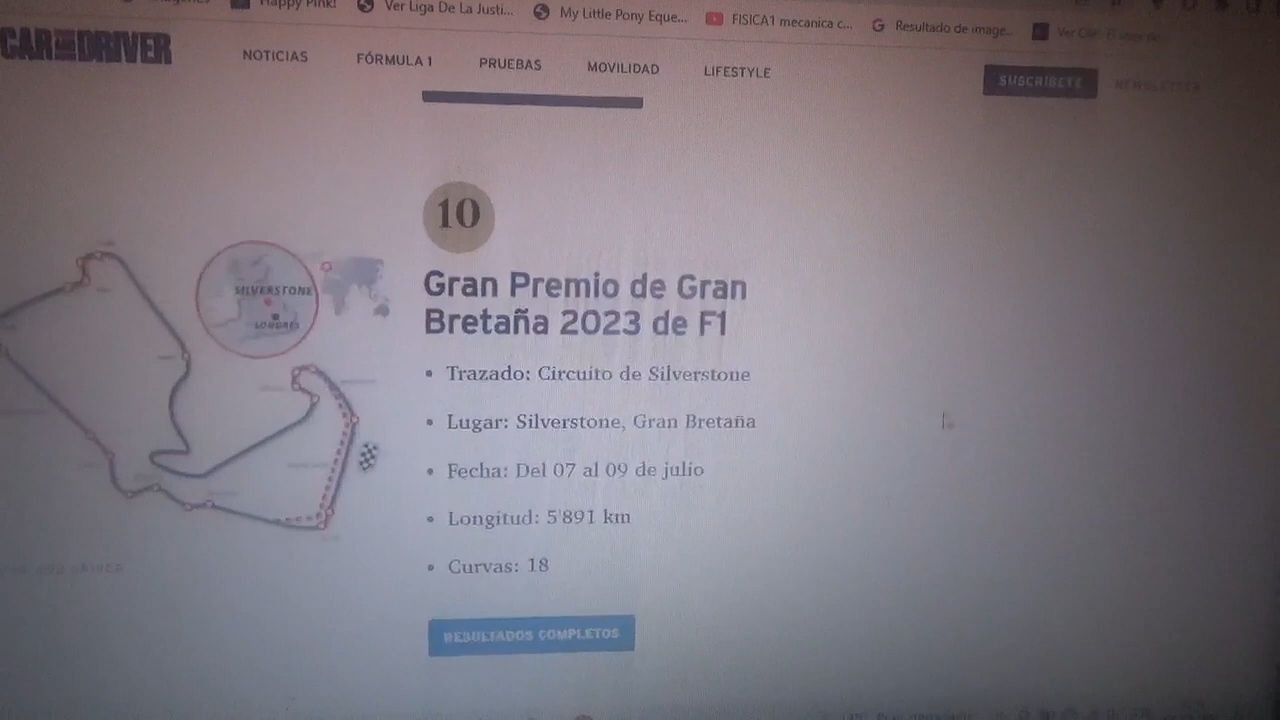 Happy Pink!
Ver Liga De La Justi...
My Little Pony Eque...
FISICA1 mecanica c...
Resultado de image...
CAR AND DRIVER
NOTICIAS
FÓRMULA 1
PRUEBAS
MOVILIDAD
LIFESTYLE
SUSCRÍBETE
NEWSLETTER
10
SILVERSTONE
LONDRES
Gran Premio de Gran
Bretaña 2023 de F1
• Trazado: Circuito de Silverstone
• Lugar: Silverstone, Gran Bretaña
• Fecha: Del 07 al 09 de julio
• Longitud: 5'891 km
• Curvas: 18
RESULTADOS COMPLETOS